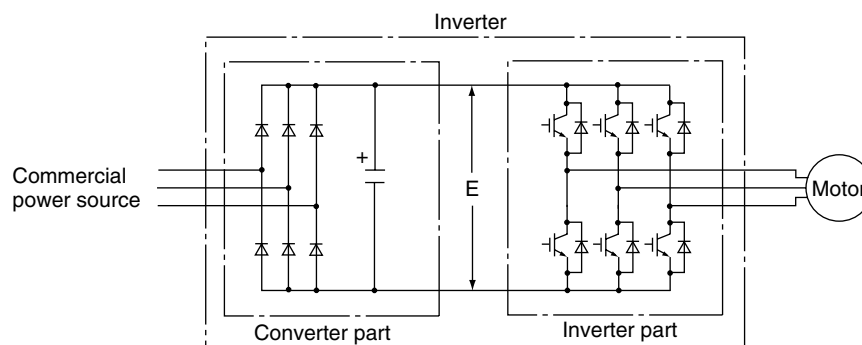 Inverter
Commercial
power source
+
E
Motor
Converter part
Inverter part